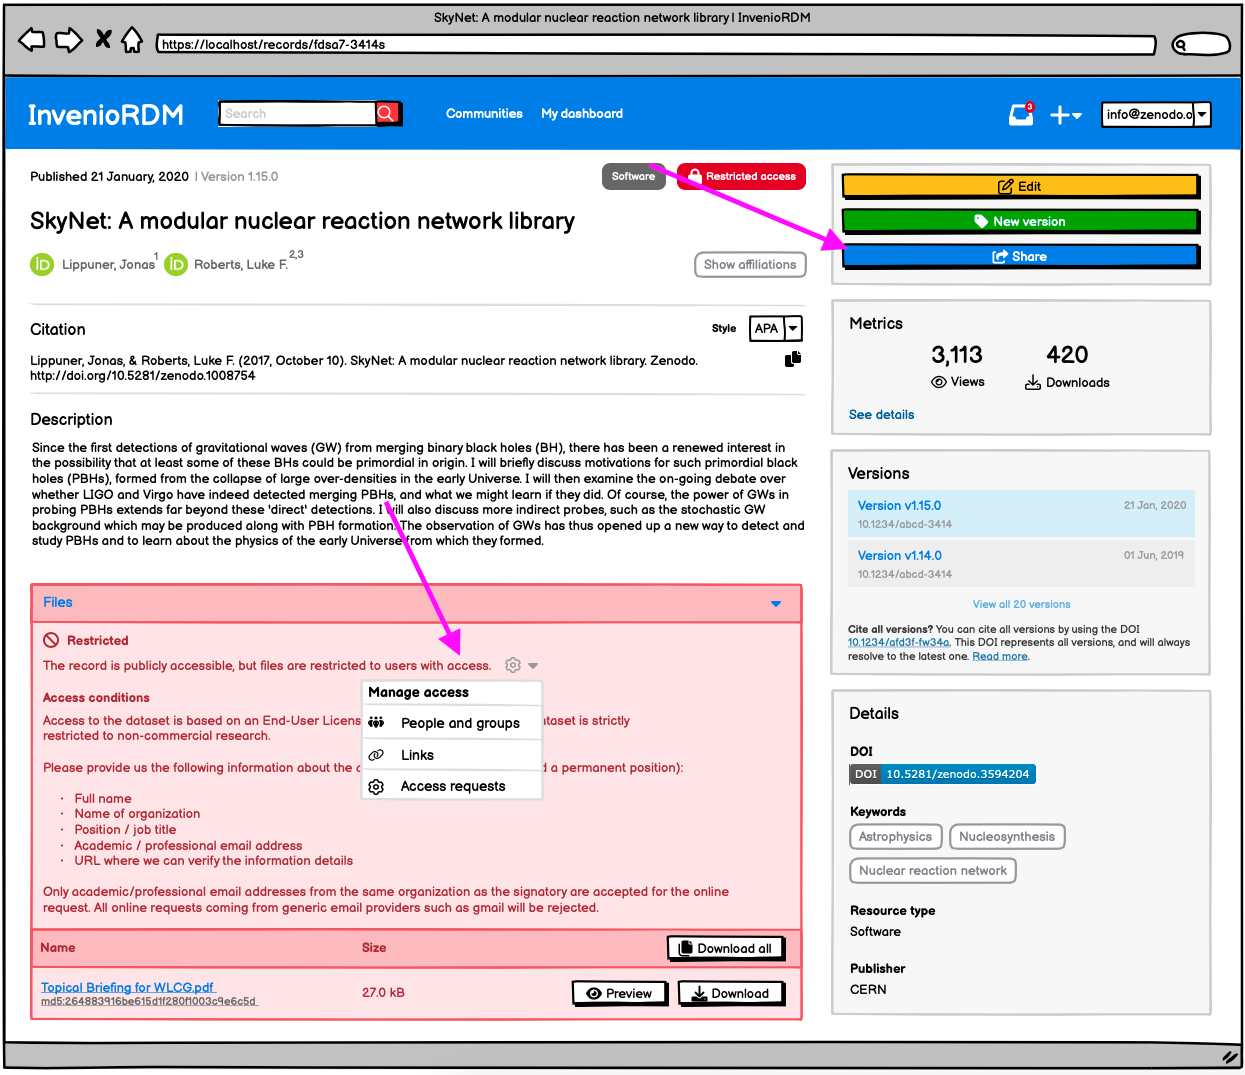 SkyNet: A modular nuclear reaction network library | InvenioRDM
https://localhost/records/fdsa7-3414s
InvenioRDM
Search
Communities
My dashboard
3
info@zenodo.o
Published 21 January, 2020 | Version 1.15.0
Software
Restricted access
SkyNet: A modular nuclear reaction network library
iD Lippuner, Jonas 1 iD Roberts, Luke F. 2,3
Show affiliations
Citation
Style
APA
Lippuner, Jonas, & Roberts, Luke F. (2017, October 10). SkyNet: A modular nuclear reaction network library. Zenodo.
http://doi.org/10.5281/zenodo.1008754
Description
Since the first detections of gravitational waves (GW) from merging binary black holes (BH), there has been a renewed interest in
the possibility that at least some of these BHs could be primordial in origin. I will briefly discuss motivations for such primordial black
holes (PBHs), formed from the collapse of large over-densities in the early Universe. I will then examine the on-going debate over
whether LIGO and Virgo have indeed detected merging PBHs, and what we might learn if they did. Of course, the power of GWs in
probing PBHs extends far beyond these 'direct' detections. I will also discuss more indirect probes, such as the stochastic GW
background which may be produced along with PBH formation. The observation of GWs has thus opened up a new way to detect and
study PBHs and to learn about the physics of the early Universe from which they formed.
Files
Restricted
The record is publicly accessible, but files are restricted to users with access.
Manage access
People and groups
Links
Access requests
Access conditions
Access to the dataset is based on an End-User Licens
taset is strictly
restricted to non-commercial research.
Please provide us the following information about the
d a permanent position):
· Full name
· Name of organization
· Position / job title
· Academic / professional email address
· URL where we can verify the information details
Only academic/professional email addresses from the same organization as the signatory are accepted for the online
request. All online requests coming from generic email providers such as gmail will be rejected.
Name
Size
Download all
Topical Briefing for WLCG.pdf
md5:264883916be615d1f280f1003c9e6c5d
27.0 kB
Preview
Download
Edit
New version
Share
Metrics
3,113
420
Views
Downloads
See details
Versions
Version v1.15.0
21 Jan, 2020
10.1234/abcd-3414
Version v1.14.0
01 Jun, 2019
10.1234/abcd-3414
View all 20 versions
Cite all versions? You can cite all versions by using the DOI
10.1234/afd3f-fw34a. This DOI represents all versions, and will always
resolve to the latest one. Read more.
Details
DOI
DOI 10.5281/zenodo.3594204
Keywords
Astrophysics
Nucleosynthesis
Nuclear reaction network
Resource type
Software
Publisher
CERN